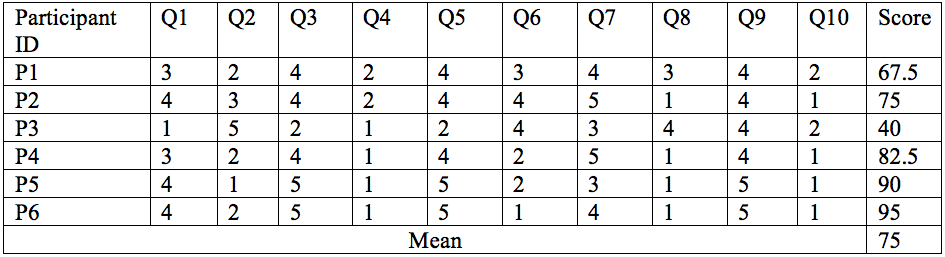 Participant ID Q1 Q2 Q3 Q4 Q5 Q6 Q7 Q8 Q9 Q10 Score
P1 3 2 4 2 4 3 4 3 4 2 67.5
P2 4 3 4 2 4 4 5 1 4 1 75
P3 1 5 2 1 2 4 3 4 4 2 40
P4 3 2 4 1 4 2 5 1 4 1 82.5
P5 4 1 5 1 5 2 3 1 5 1 90
P6 4 2 5 1 5 1 4 1 5 1 95
Mean 75